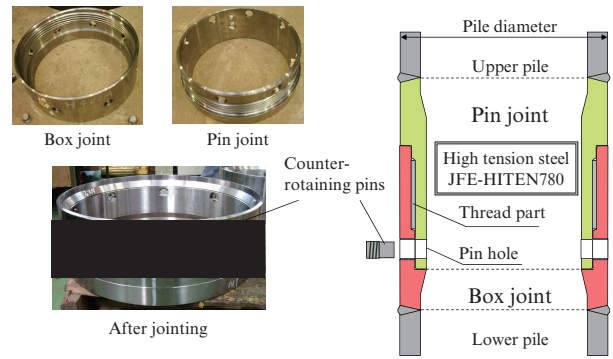 Box joint
Pin joint
Counter-
rotaining pins
After jointing
Pile diameter
Upper pile
Pin joint
High tension steel
JFE-HITEN780
Thread part
Pin hole
Box joint
Lower pile